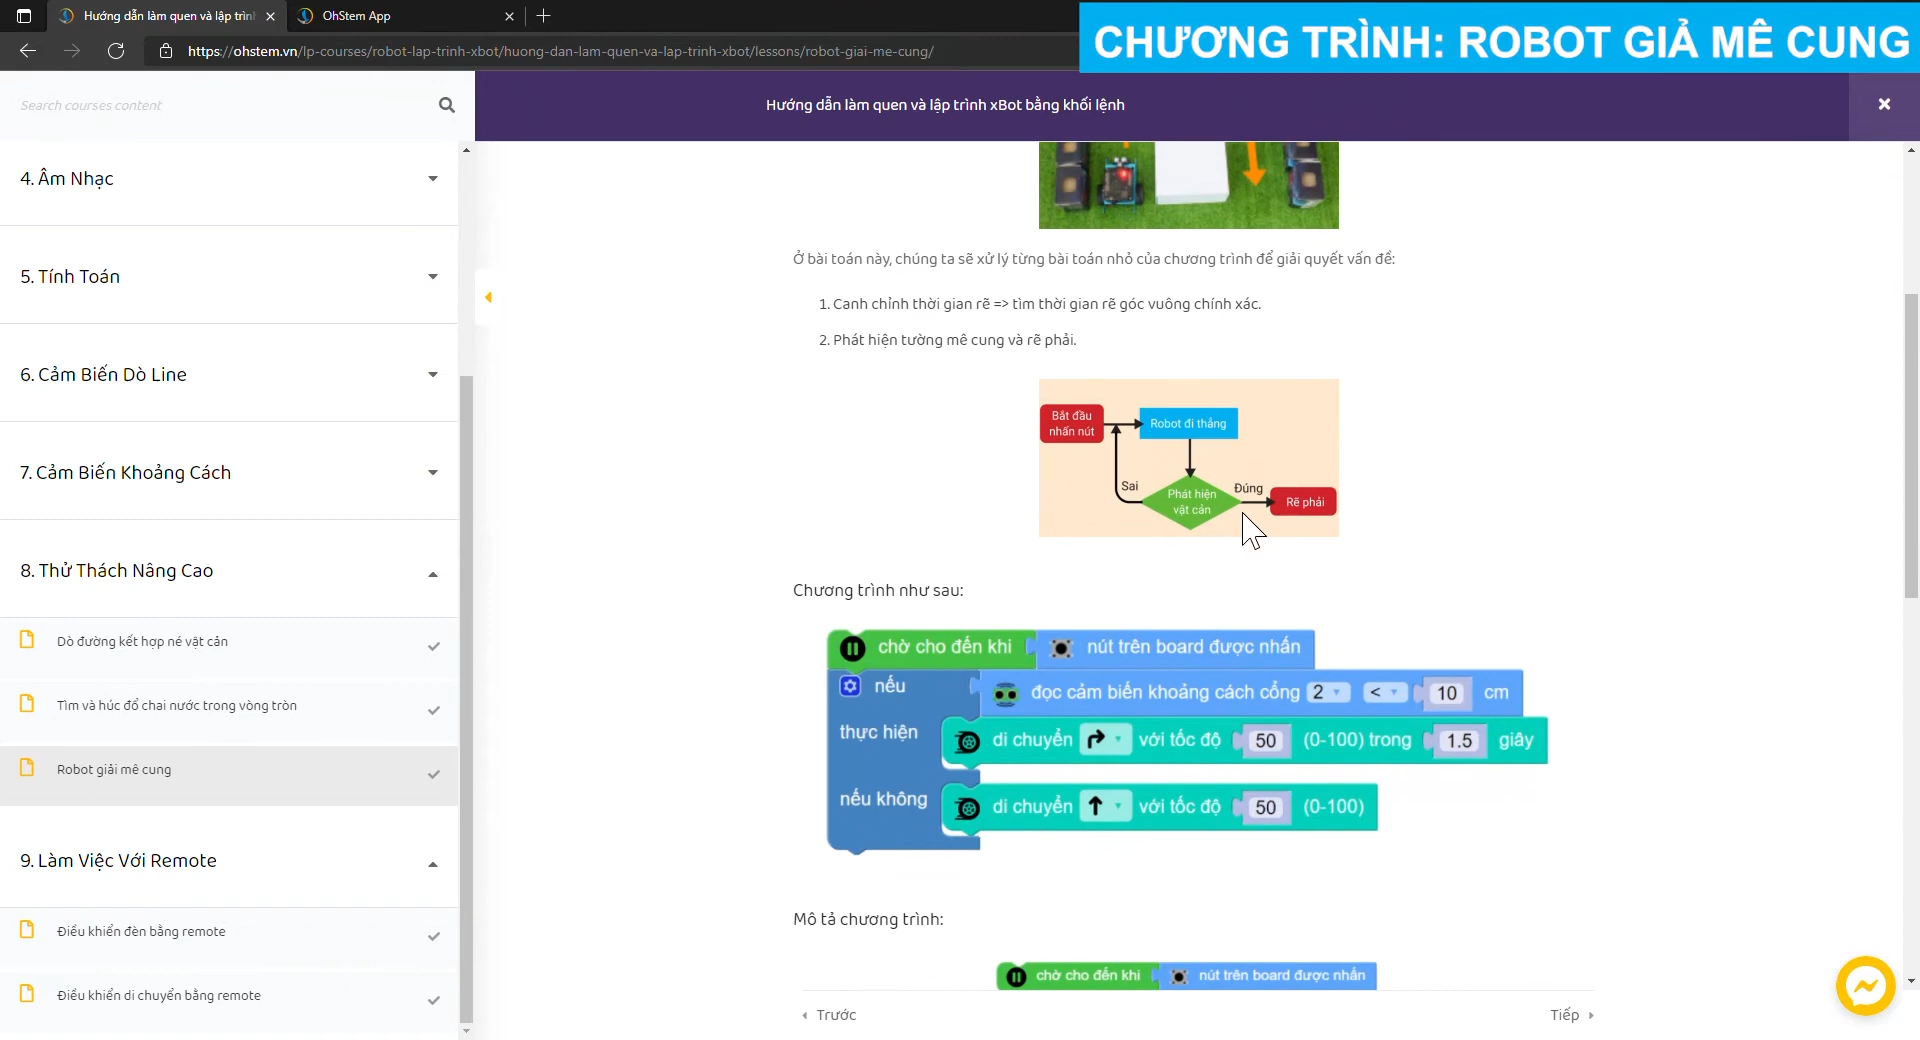 Hướng dẫn làm quen và lập trình
OhStem App
https://ohstem.vn/lp-courses/robot-lap-trinh-xbot/huong-dan-lam-quen-va-lap-trinh-xbot/lessons/robot-giai-me-cung/
CHƯƠNG TRÌNH: ROBOT GIẢ MÊ CUNG
Search courses content
Hướng dẫn làm quen và lập trình xBot bằng khối lệnh
4. Âm Nhạc
5. Tính Toán
6. Cảm Biến Dò Line
7. Cảm Biến Khoảng Cách
8. Thử Thách Nâng Cao
Dò đường kết hợp né vật cản
Tìm và húc đổ chai nước trong vòng tròn
Robot giải mê cung
9. Làm Việc Với Remote
Điều khiển đèn bằng remote
Điều khiển di chuyển bằng remote
Ở bài toán này, chúng ta sẽ xử lý từng bài toán nhỏ của chương trình để giải quyết vấn đề:
1. Canh chỉnh thời gian rẽ => tìm thời gian rẽ góc vuông chính xác.
2. Phát hiện tường mê cung và rẽ phải.
Bắt đầu
nhấn nút
Robot đi thẳng
Sai
Phát hiện
vật cản
Đúng
Rẽ phải
Chương trình như sau:
chờ cho đến khi nút trên board được nhấn
nếu đọc cảm biến khoảng cách cổng 2 < 10 cm
thực hiện di chuyển với tốc độ 50 (0-100) trong 1.5 giây
nếu không di chuyển với tốc độ 50 (0-100)
Mô tả chương trình:
chờ cho đến khi nút trên board được nhấn
Trước
Tiếp